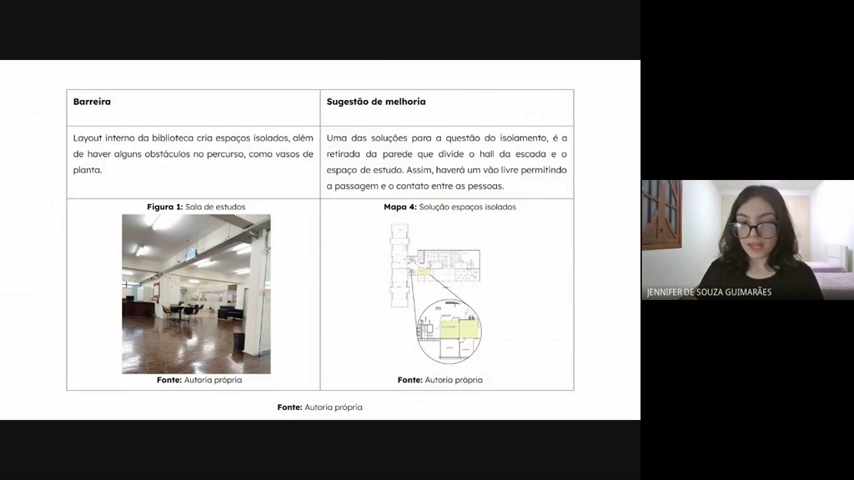 Barreira
Sugestão de melhoria
Layout interno da biblioteca cria espaços isolados, além
de haver alguns obstáculos no percurso, como vasos de
planta.
Uma das soluções para a questão do isolamento, é a
retirada da parede que divide o hall da escada e o
espaço de estudo. Assim, haverá um vão livre permitindo
a passagem e o contato entre as pessoas.
Figura 1: Sala de estudos
Mapa 4: Solução espaços isolados
Fonte: Autoria própria
Fonte: Autoria própria
Fonte: Autoria própria
JENNIFER DE SOUZA GUIMARÃES